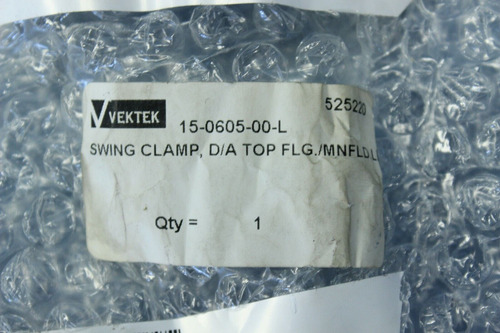 VEKTEK
525220
15-0605-00-L
SWING CLAMP, D/A TOP FLG./MNFLD L
Qty = 1